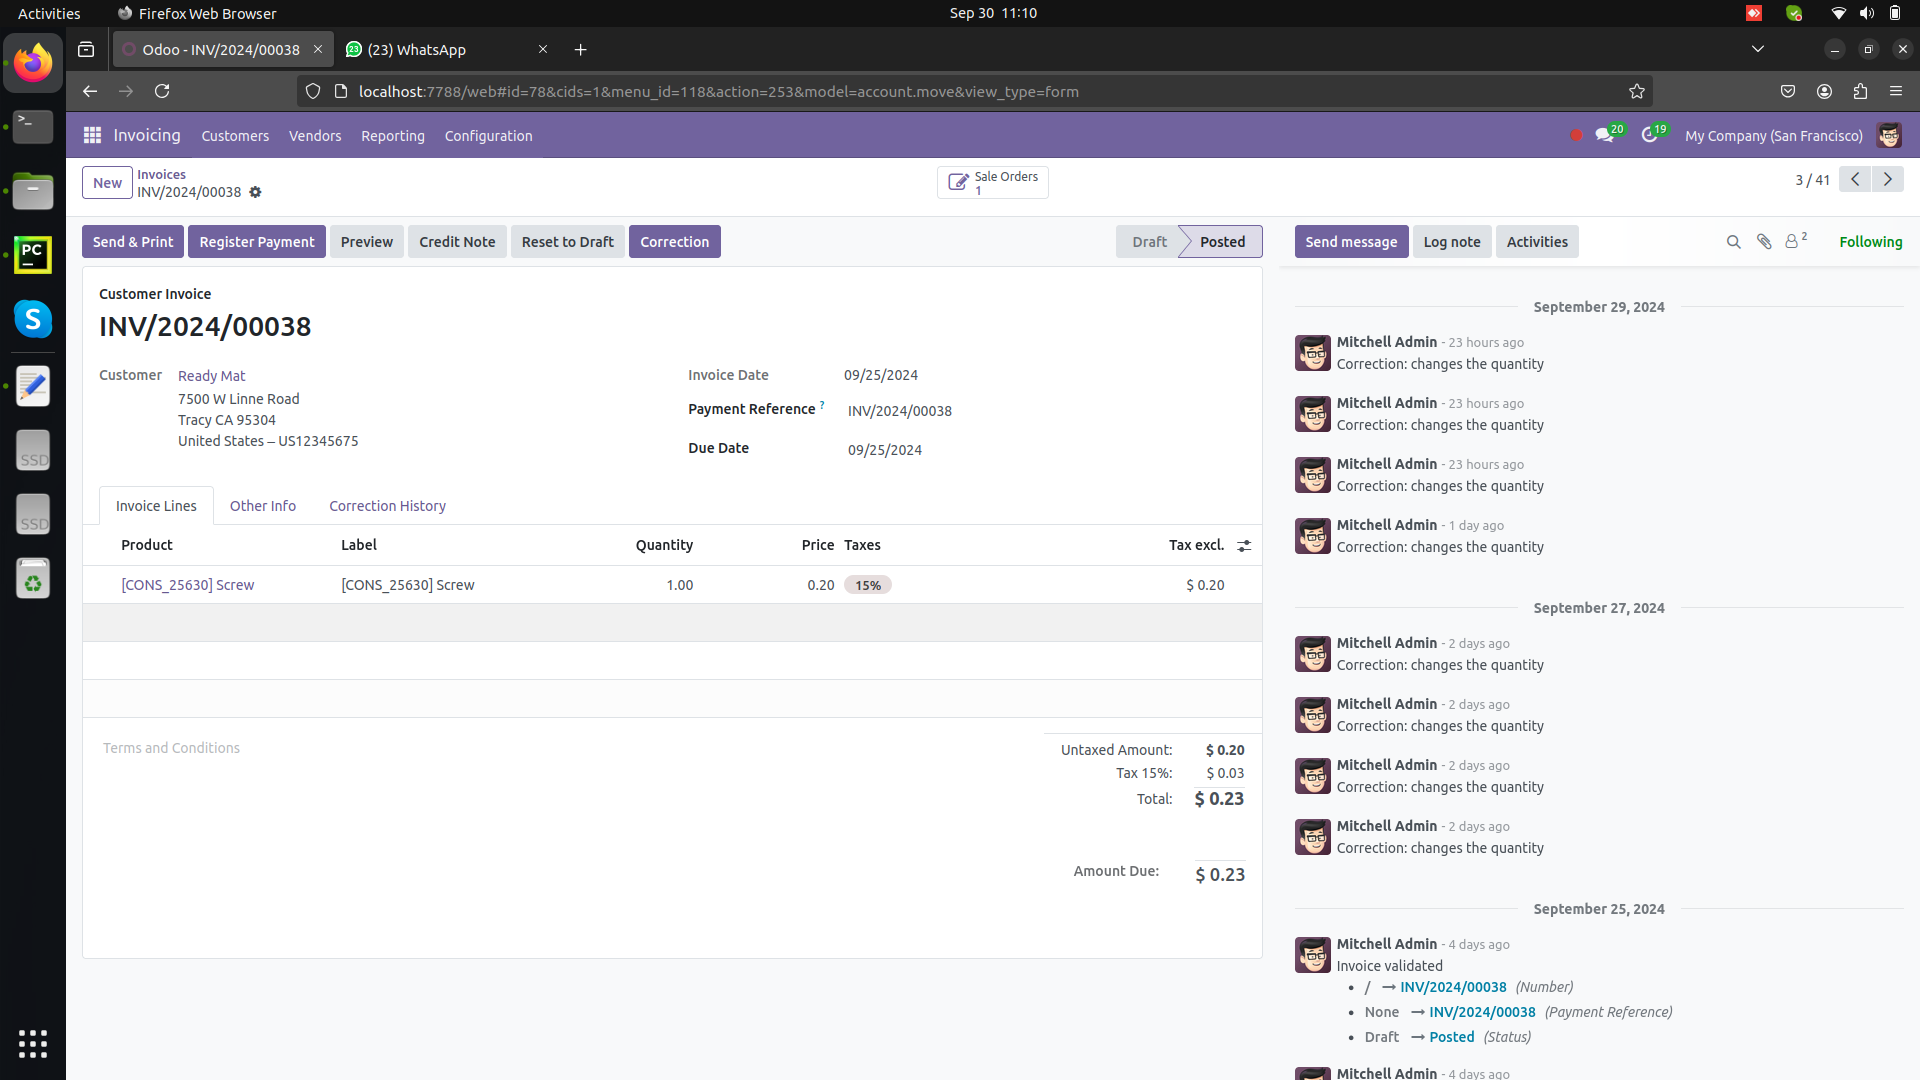 Activities
Firefox Web Browser
Sep 30 11:10
Odoo - INV/2024/00038
23
(23) WhatsApp
localhost:7788/web#id=78&cids=1&menu_id=118&action=253&model=account.move&view_type=form
Invoicing Customers Vendors Reporting Configuration
20 19 My Company (San Francisco)
New
Invoices
INV/2024/00038
Sale Orders
1
3 / 41
Send & Print Register Payment Preview Credit Note Reset to Draft Correction
Draft Posted
Send message Log note Activities
2 Following
Customer Invoice
INV/2024/00038
Customer
Ready Mat
7500 W Linne Road
Tracy CA 95304
United States – US12345675
Invoice Date 09/25/2024
Payment Reference ? INV/2024/00038
Due Date 09/25/2024
Invoice Lines Other Info Correction History
Product Label Quantity Price Taxes Tax excl.
[CONS_25630] Screw [CONS_25630] Screw 1.00 0.20 15% $ 0.20
Terms and Conditions
Untaxed Amount: $ 0.20
Tax 15%: $ 0.03
Total: $ 0.23
Amount Due: $ 0.23
September 29, 2024
Mitchell Admin - 23 hours ago
Correction: changes the quantity
Mitchell Admin - 23 hours ago
Correction: changes the quantity
Mitchell Admin - 23 hours ago
Correction: changes the quantity
Mitchell Admin - 1 day ago
Correction: changes the quantity
September 27, 2024
Mitchell Admin - 2 days ago
Correction: changes the quantity
Mitchell Admin - 2 days ago
Correction: changes the quantity
Mitchell Admin - 2 days ago
Correction: changes the quantity
Mitchell Admin - 2 days ago
Correction: changes the quantity
September 25, 2024
Mitchell Admin - 4 days ago
Invoice validated
• / → INV/2024/00038 (Number)
• None → INV/2024/00038 (Payment Reference)
• Draft → Posted (Status)
Mitchell Admin - 4 days ago
>_
PC
S
SSD
SSD